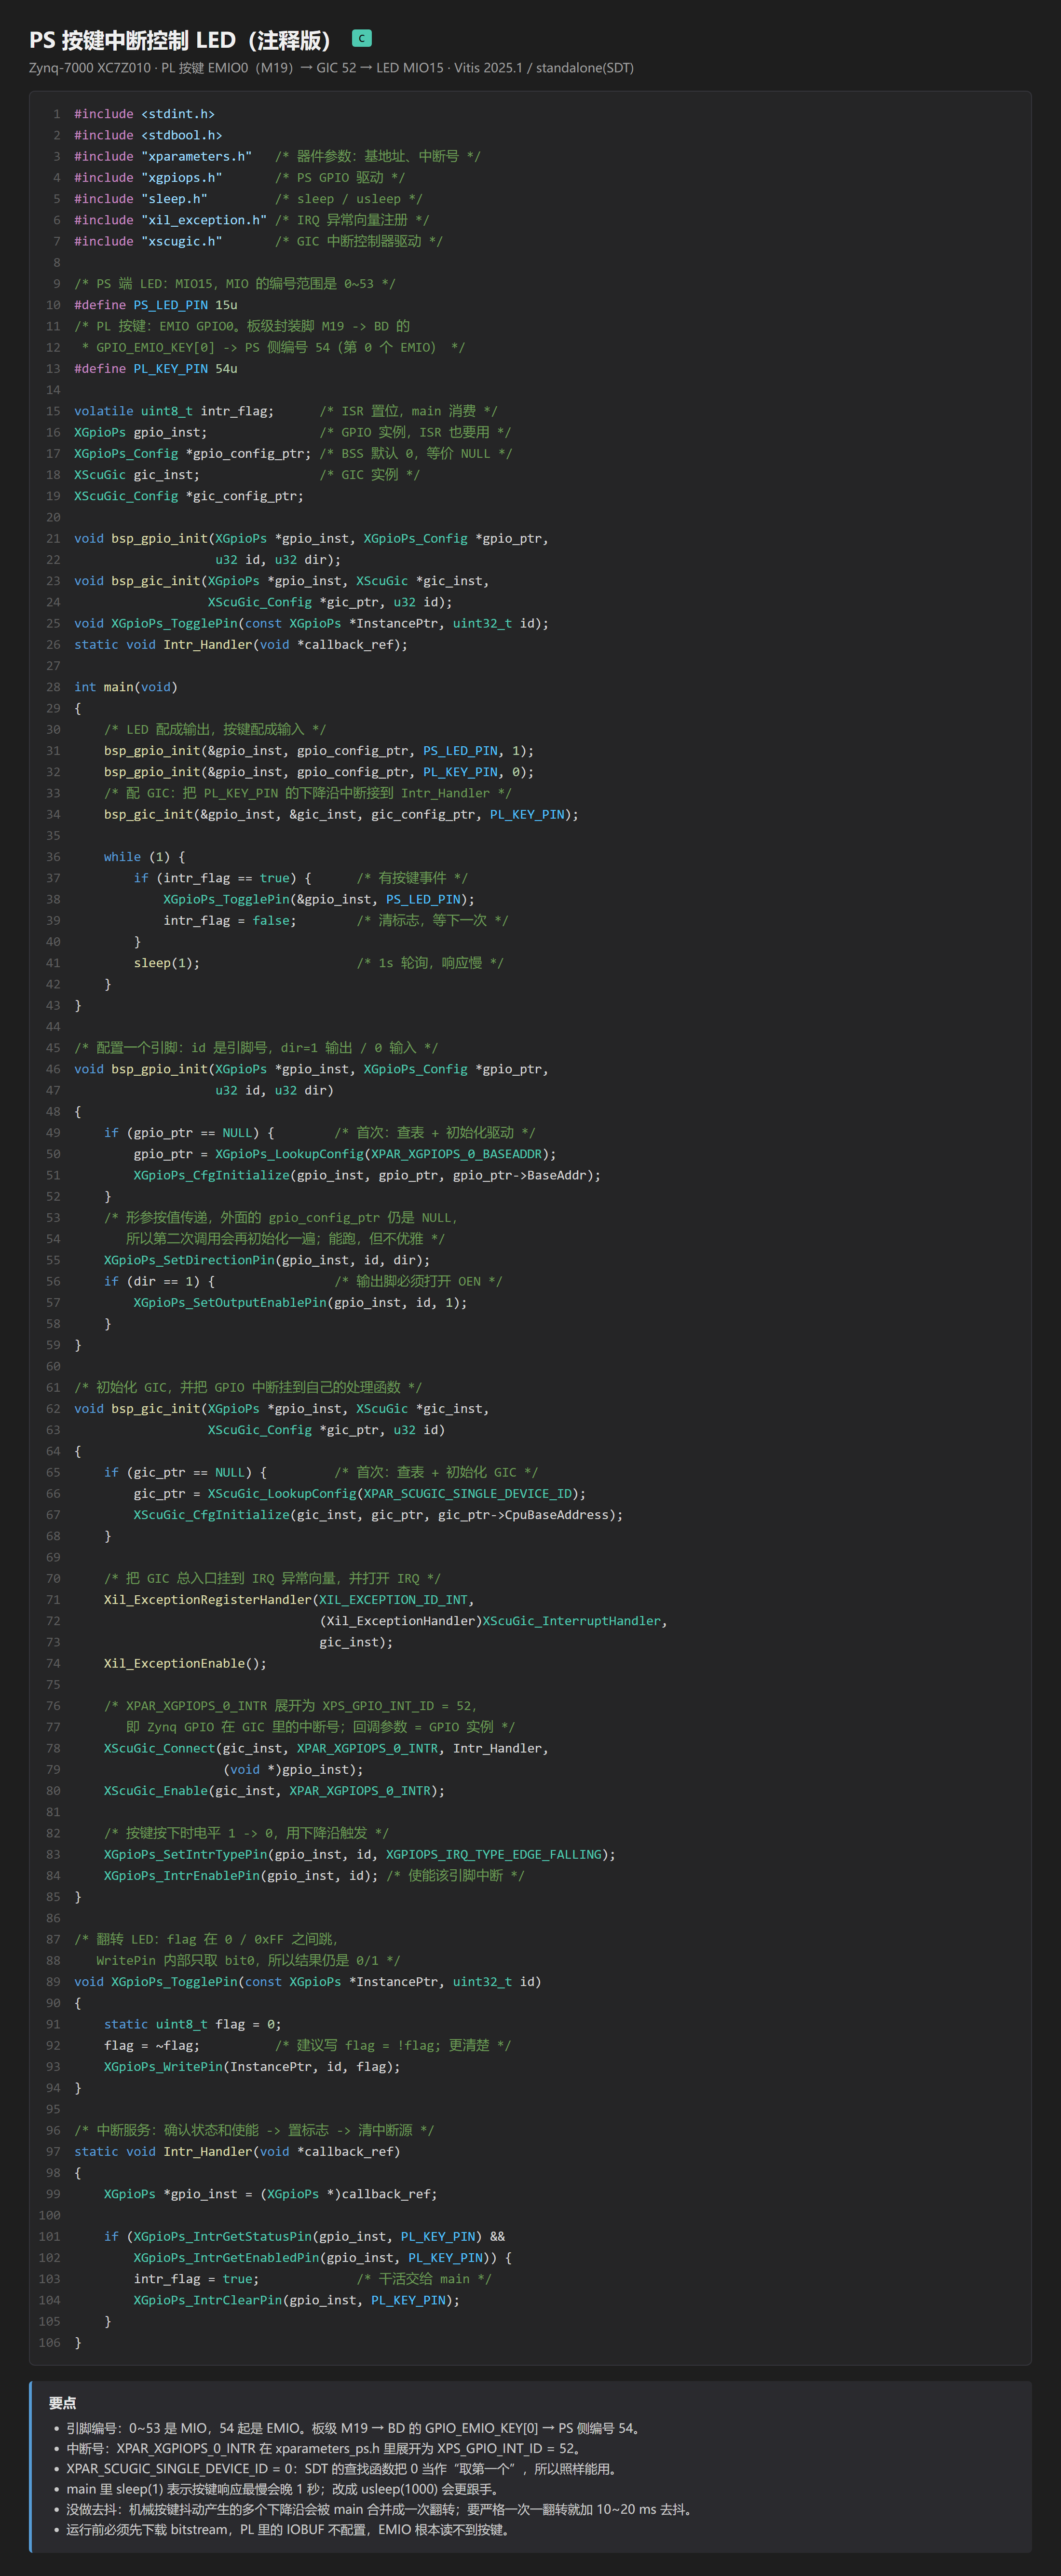 PS 按键中断控制 LED（注释版） C
Zynq-7000 XC7Z010 · PL 按键 EMIO0（M19）→ GIC 52 → LED MIO15 · Vitis 2025.1 / standalone(SDT)
1 #include <stdint.h>
2 #include <stdbool.h>
3 #include "xparameters.h"   /* 器件参数：基地址、中断号 */
4 #include "xgpiops.h"       /* PS GPIO 驱动 */
5 #include "sleep.h"         /* sleep / usleep */
6 #include "xil_exception.h" /* IRQ 异常向量注册 */
7 #include "xscugic.h"       /* GIC 中断控制器驱动 */
8
9 /* PS 端 LED：MIO15，MIO 的编号范围是 0~53 */
10 #define PS_LED_PIN 15u
11 /* PL 按键：EMIO GPIO0。板级封装脚 M19 -> BD 的
12  * GPIO_EMIO_KEY[0] -> PS 侧编号 54（第 0 个 EMIO） */
13 #define PL_KEY_PIN 54u
14
15 volatile uint8_t intr_flag;      /* ISR 置位，main 消费 */
16 XGpioPs gpio_inst;               /* GPIO 实例，ISR 也要用 */
17 XGpioPs_Config *gpio_config_ptr; /* BSS 默认 0，等价 NULL */
18 XScuGic gic_inst;                /* GIC 实例 */
19 XScuGic_Config *gic_config_ptr;
20
21 void bsp_gpio_init(XGpioPs *gpio_inst, XGpioPs_Config *gpio_ptr,
22                    u32 id, u32 dir);
23 void bsp_gic_init(XGpioPs *gpio_inst, XScuGic *gic_inst,
24                   XScuGic_Config *gic_ptr, u32 id);
25 void XGpioPs_TogglePin(const XGpioPs *InstancePtr, uint32_t id);
26 static void Intr_Handler(void *callback_ref);
27
28 int main(void)
29 {
30     /* LED 配成输出，按键配成输入 */
31     bsp_gpio_init(&gpio_inst, gpio_config_ptr, PS_LED_PIN, 1);
32     bsp_gpio_init(&gpio_inst, gpio_config_ptr, PL_KEY_PIN, 0);
33     /* 配 GIC：把 PL_KEY_PIN 的下降沿中断接到 Intr_Handler */
34     bsp_gic_init(&gpio_inst, &gic_inst, gic_config_ptr, PL_KEY_PIN);
35
36     while (1) {
37         if (intr_flag == true) {      /* 有按键事件 */
38             XGpioPs_TogglePin(&gpio_inst, PS_LED_PIN);
39             intr_flag = false;        /* 清标志，等下一次 */
40         }
41         sleep(1);                     /* 1s 轮询，响应慢 */
42     }
43 }
44
45 /* 配置一个引脚：id 是引脚号，dir=1 输出 / 0 输入 */
46 void bsp_gpio_init(XGpioPs *gpio_inst, XGpioPs_Config *gpio_ptr,
47                    u32 id, u32 dir)
48 {
49     if (gpio_ptr == NULL) {        /* 首次：查表 + 初始化驱动 */
50         gpio_ptr = XGpioPs_LookupConfig(XPAR_XGPIOPS_0_BASEADDR);
51         XGpioPs_CfgInitialize(gpio_inst, gpio_ptr, gpio_ptr->BaseAddr);
52     }
53     /* 形参按值传递，外面的 gpio_config_ptr 仍是 NULL，
54        所以第二次调用会再初始化一遍；能跑，但不优雅 */
55     XGpioPs_SetDirectionPin(gpio_inst, id, dir);
56     if (dir == 1) {                /* 输出脚必须打开 OEN */
57         XGpioPs_SetOutputEnablePin(gpio_inst, id, 1);
58     }
59 }
60
61 /* 初始化 GIC，并把 GPIO 中断挂到自己的处理函数 */
62 void bsp_gic_init(XGpioPs *gpio_inst, XScuGic *gic_inst,
63                   XScuGic_Config *gic_ptr, u32 id)
64 {
65     if (gic_ptr == NULL) {         /* 首次：查表 + 初始化 GIC */
66         gic_ptr = XScuGic_LookupConfig(XPAR_SCUGIC_SINGLE_DEVICE_ID);
67         XScuGic_CfgInitialize(gic_inst, gic_ptr, gic_ptr->CpuBaseAddress);
68     }
69
70     /* 把 GIC 总入口挂到 IRQ 异常向量，并打开 IRQ */
71     Xil_ExceptionRegisterHandler(XIL_EXCEPTION_ID_INT,
72                                  (Xil_ExceptionHandler)XScuGic_InterruptHandler,
73                                  gic_inst);
74     Xil_ExceptionEnable();
75
76     /* XPAR_XGPIOPS_0_INTR 展开为 XPS_GPIO_INT_ID = 52，
77        即 Zynq GPIO 在 GIC 里的中断号；回调参数 = GPIO 实例 */
78     XScuGic_Connect(gic_inst, XPAR_XGPIOPS_0_INTR, Intr_Handler,
79                     (void *)gpio_inst);
80     XScuGic_Enable(gic_inst, XPAR_XGPIOPS_0_INTR);
81
82     /* 按键按下时电平 1 -> 0，用下降沿触发 */
83     XGpioPs_SetIntrTypePin(gpio_inst, id, XGPIOPS_IRQ_TYPE_EDGE_FALLING);
84     XGpioPs_IntrEnablePin(gpio_inst, id); /* 使能该引脚中断 */
85 }
86
87 /* 翻转 LED：flag 在 0 / 0xFF 之间跳，
88    WritePin 内部只取 bit0，所以结果仍是 0/1 */
89 void XGpioPs_TogglePin(const XGpioPs *InstancePtr, uint32_t id)
90 {
91     static uint8_t flag = 0;
92     flag = ~flag;          /* 建议写 flag = !flag; 更清楚 */
93     XGpioPs_WritePin(InstancePtr, id, flag);
94 }
95
96 /* 中断服务：确认状态和使能 -> 置标志 -> 清中断源 */
97 static void Intr_Handler(void *callback_ref)
98 {
99     XGpioPs *gpio_inst = (XGpioPs *)callback_ref;
100
101     if (XGpioPs_IntrGetStatusPin(gpio_inst, PL_KEY_PIN) &&
102         XGpioPs_IntrGetEnabledPin(gpio_inst, PL_KEY_PIN)) {
103         intr_flag = true;             /* 干活交给 main */
104         XGpioPs_IntrClearPin(gpio_inst, PL_KEY_PIN);
105     }
106 }
要点
• 引脚编号：0~53 是 MIO，54 起是 EMIO。板级 M19 → BD 的 GPIO_EMIO_KEY[0] → PS 侧编号 54。
• 中断号：XPAR_XGPIOPS_0_INTR 在 xparameters_ps.h 里展开为 XPS_GPIO_INT_ID = 52。
• XPAR_SCUGIC_SINGLE_DEVICE_ID = 0：SDT 的查找函数把 0 当作“取第一个”，所以照样能用。
• main 里 sleep(1) 表示按键响应最慢会晚 1 秒；改成 usleep(1000) 会更跟手。
• 没做去抖：机械按键抖动产生的多个下降沿会被 main 合并成一次翻转；要严格一次一翻转就加 10~20 ms 去抖。
• 运行前必须先下载 bitstream，PL 里的 IOBUF 不配置，EMIO 根本读不到按键。